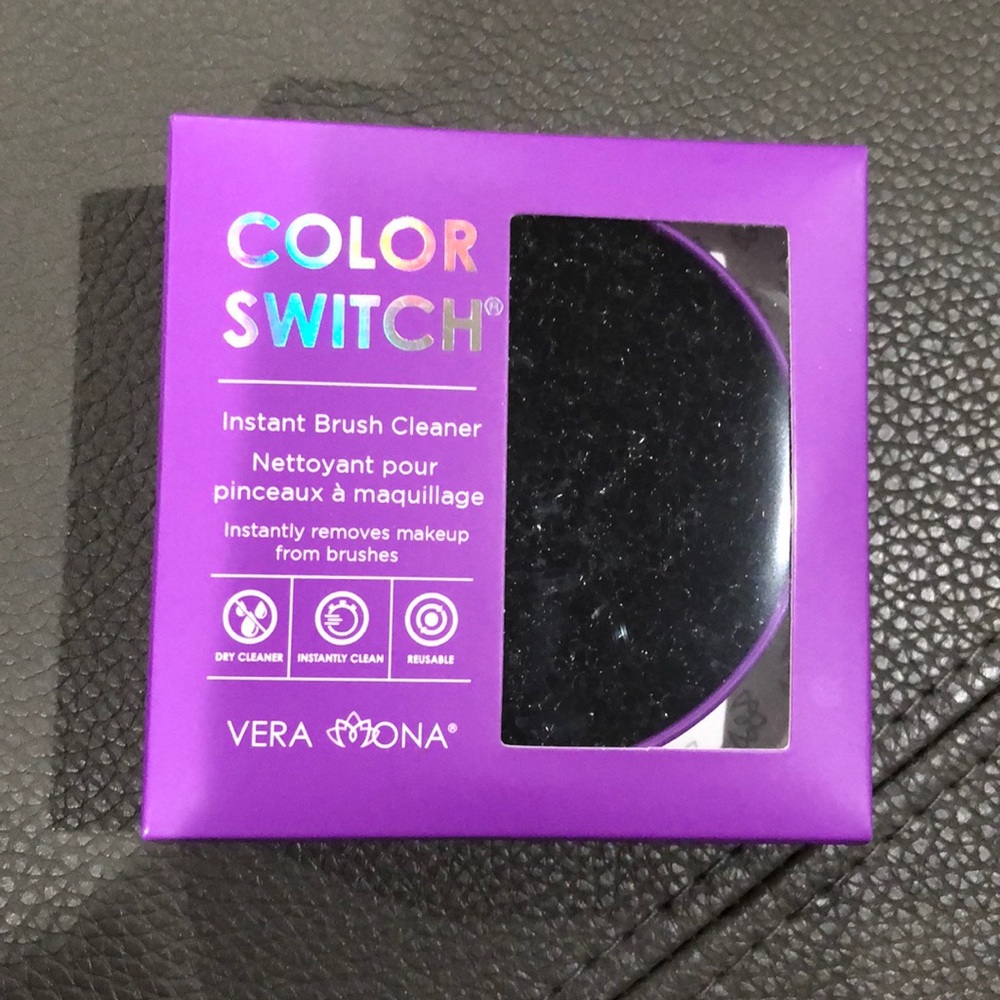 COLOR
SWITCH®
Instant Brush Cleaner
Nettoyant pour
pinceaux à maquillage
Instantly removes makeup
from brushes
DRY CLEANER INSTANTLY CLEAN REUSABLE
VERA MONA®